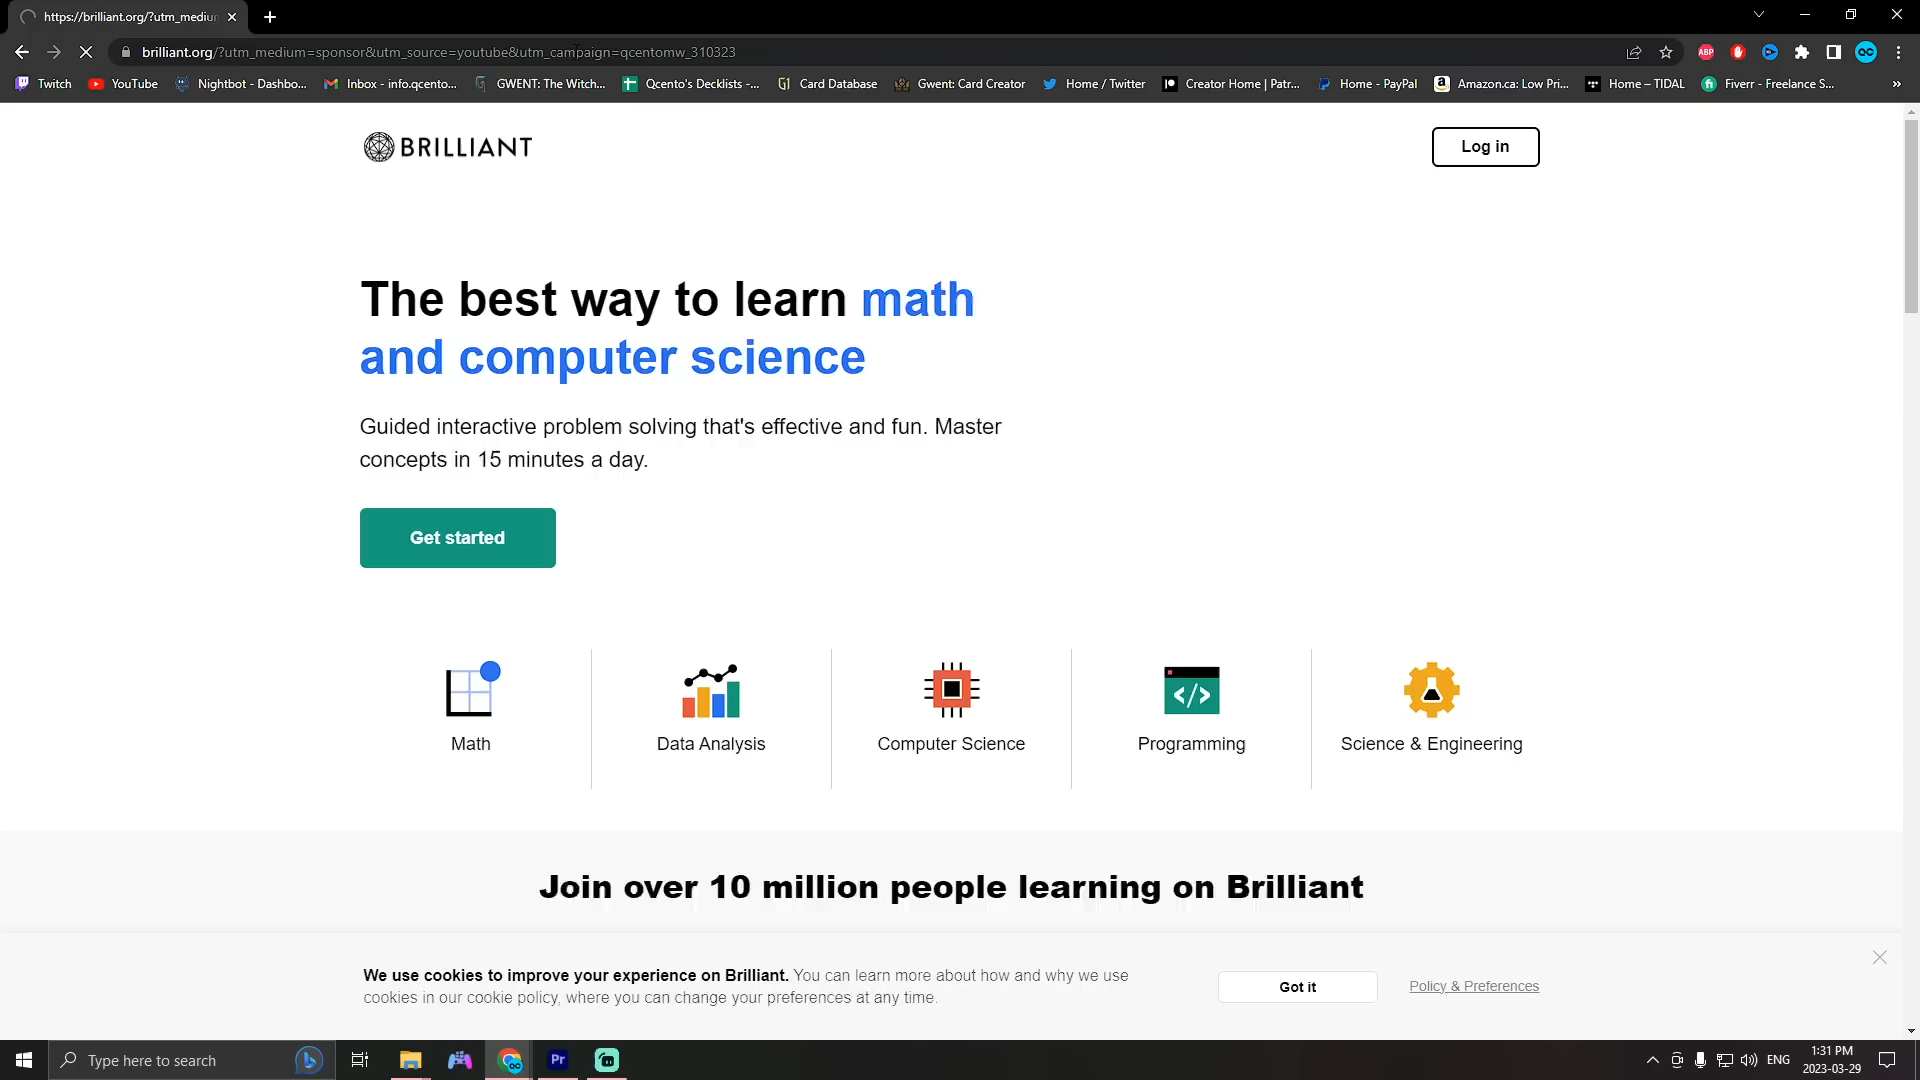 https://brilliant.org/?utm_mediun
brilliant.org/?utm_medium=sponsor&utm_source=youtube&utm_campaign=qcentomw_310323
ABP
Twitch YouTube Nightbot - Dashbo... Inbox - info.qcento... GWENT: The Witch... Qcento's Decklists -... Card Database Gwent: Card Creator Home / Twitter Creator Home | Patr... Home - PayPal Amazon.ca: Low Pri... Home – TIDAL Fiverr - Freelance S... »
BRILLIANT
Log in
The best way to learn math
and computer science
Guided interactive problem solving that's effective and fun. Master
concepts in 15 minutes a day.
Get started
</>
Math Data Analysis Computer Science Programming Science & Engineering
Join over 10 million people learning on Brilliant
We use cookies to improve your experience on Brilliant. You can learn more about how and why we use
cookies in our cookie policy, where you can change your preferences at any time.
Got it
Policy & Preferences
Type here to search
Pr
ENG
1:31 PM
2023-03-29